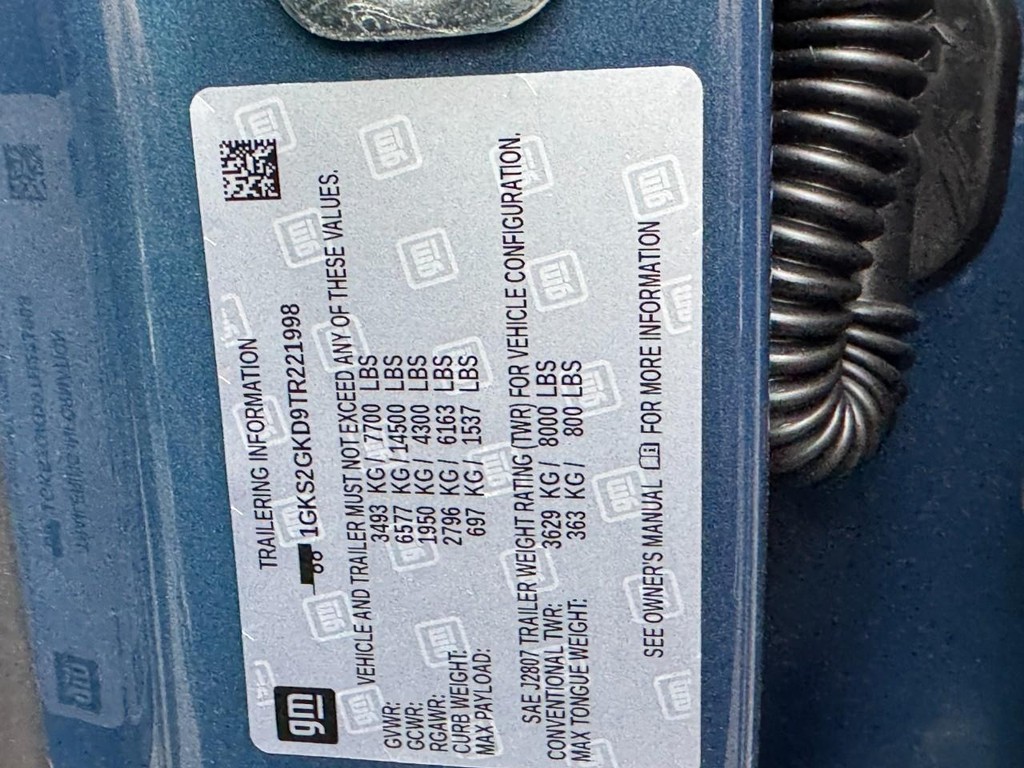 TRAILERING INFORMATION
1GKS2GKD9TR221998
VEHICLE AND TRAILER MUST NOT EXCEED ANY OF THESE VALUES.
GVWR: 3493 KG / 7700 LBS
GCWR: 6577 KG / 14500 LBS
RGAWR: 1950 KG / 4300 LBS
CURB WEIGHT: 2796 KG / 6163 LBS
MAX PAYLOAD: 697 KG / 1537 LBS
SAE J2807 TRAILER WEIGHT RATING (TWR) FOR VEHICLE CONFIGURATION.
CONVENTIONAL TWR: 3629 KG / 8000 LBS
MAX TONGUE WEIGHT: 363 KG / 800 LBS
SEE OWNER'S MANUAL FOR MORE INFORMATION
gm